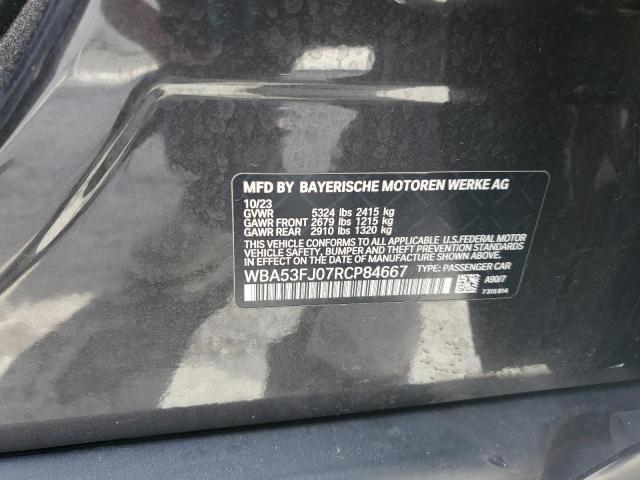 MFD BY BAYERISCHE MOTOREN WERKE AG
10/23
GVWR 5324 lbs 2415 kg
GAWR FRONT 2679 lbs 1215 kg
GAWR REAR 2910 lbs 1320 kg
THIS VEHICLE CONFORMS TO ALL APPLICABLE U.S.FEDERAL MOTOR
VEHICLE SAFETY, BUMPER, AND THEFT PREVENTION STANDARDS
IN EFFECT ON THE DATE OF MANUFACTURE SHOWN ABOVE.
WBA53FJ07RCP84667 TYPE: PASSENGER CAR
A90/7
7315814